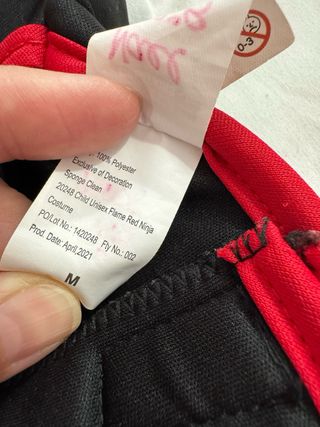 0-3
100% Polyester
Exclusive of Decoration
Sponge Clean
20248 Child Unisex Flame Red Ninja
Costume
PO/Lot No.: 1420248 Fty No.: 002
Prod. Date: April,2021
M